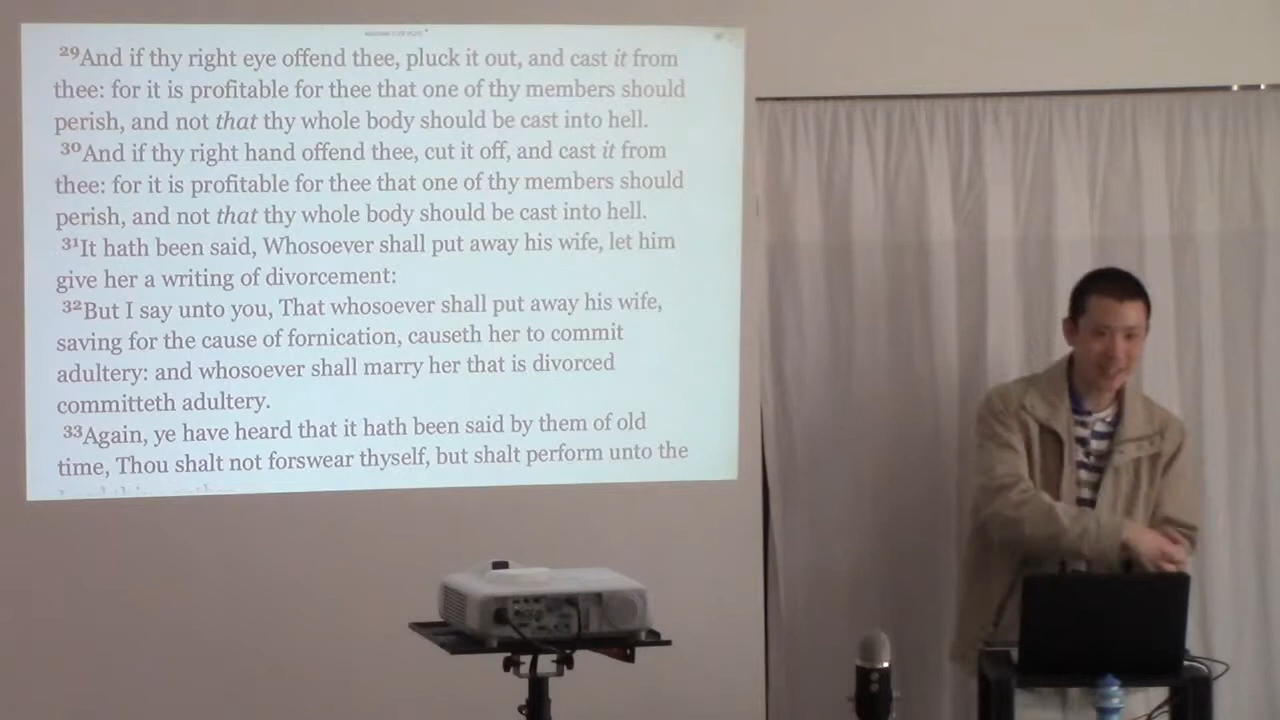 ²⁹And if thy right eye offend thee, pluck it out, and cast it from
thee: for it is profitable for thee that one of thy members should
perish, and not that thy whole body should be cast into hell.
³⁰And if thy right hand offend thee, cut it off, and cast it from
thee: for it is profitable for thee that one of thy members should
perish, and not that thy whole body should be cast into hell.
³¹It hath been said, Whosoever shall put away his wife, let him
give her a writing of divorcement:
³²But I say unto you, That whosoever shall put away his wife,
saving for the cause of fornication, causeth her to commit
adultery: and whosoever shall marry her that is divorced
committeth adultery.
³³Again, ye have heard that it hath been said by them of old
time, Thou shalt not forswear thyself, but shalt perform unto the